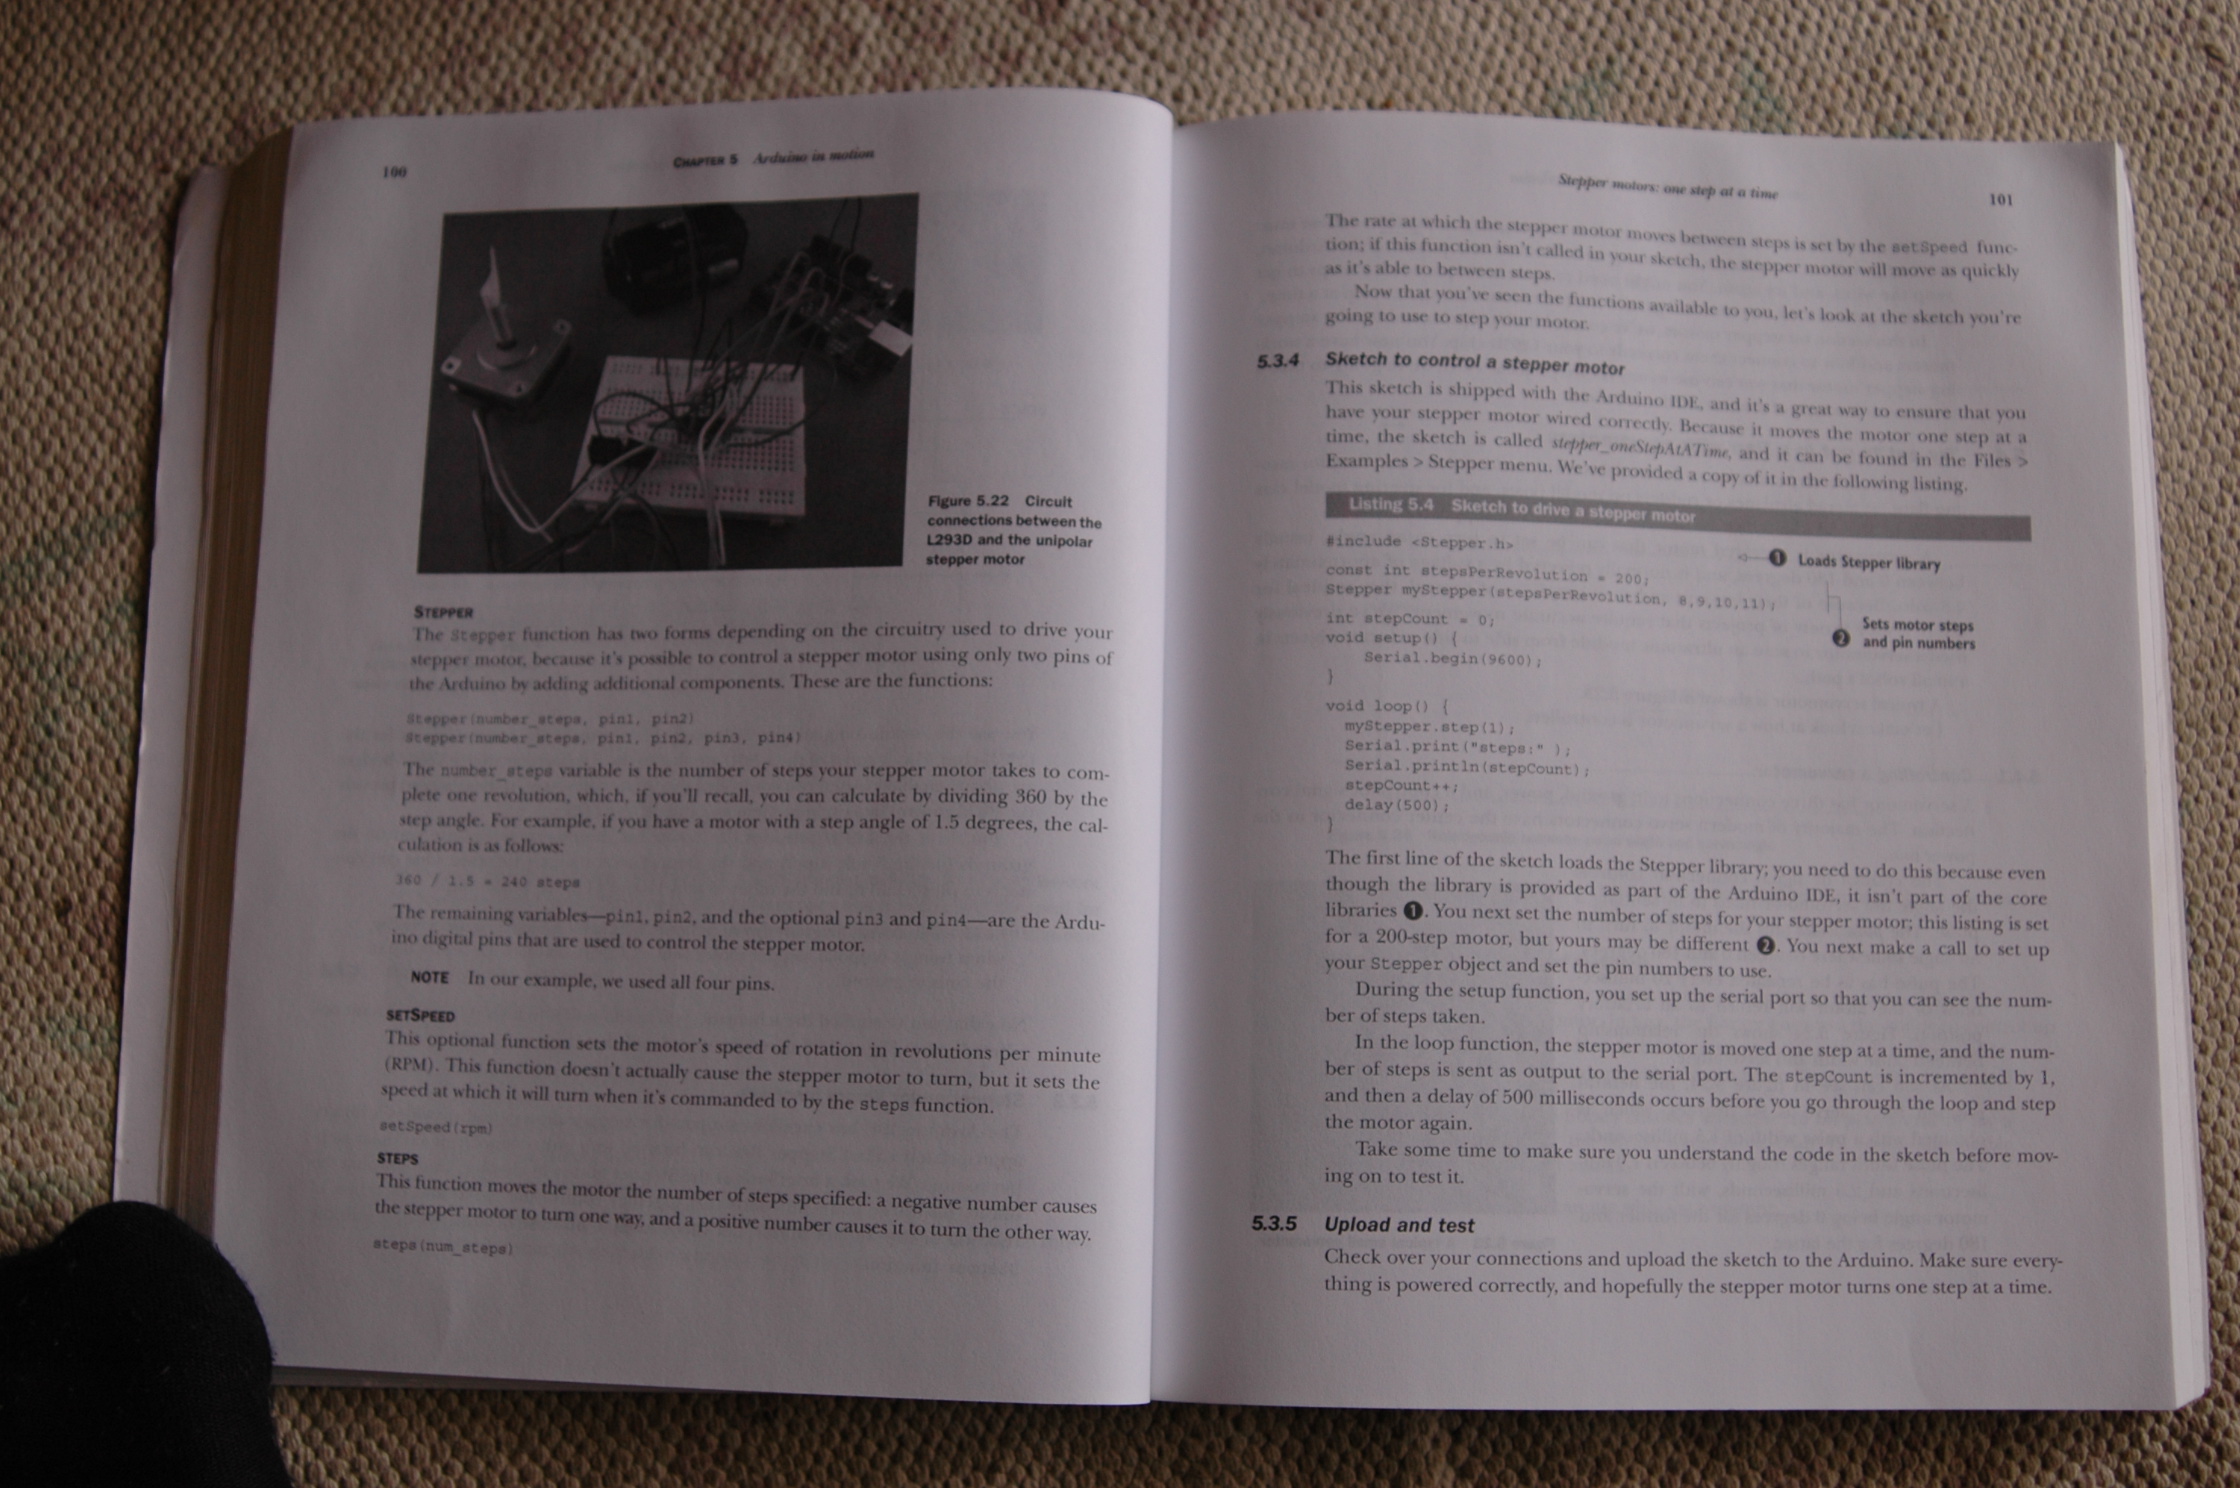 100
CHAPTER 5 Arduino in motion
Figure 5.22 Circuit
connections between the
L293D and the unipolar
stepper motor
STEPPER
The Stepper function has two forms depending on the circuitry used to drive your
stepper motor, because it's possible to control a stepper motor using only two pins of
the Arduino by adding additional components. These are the functions:
Stepper(number_steps, pin1, pin2)
Stepper(number_steps, pin1, pin2, pin3, pin4)
The number_steps variable is the number of steps your stepper motor takes to com-
plete one revolution, which, if you'll recall, you can calculate by dividing 360 by the
step angle. For example, if you have a motor with a step angle of 1.5 degrees, the cal-
culation is as follows:
360 / 1.5 = 240 steps
The remaining variables—pin1, pin2, and the optional pin3 and pin4—are the Ardu-
ino digital pins that are used to control the stepper motor.
NOTE In our example, we used all four pins.
SETSPEED
This optional function sets the motor's speed of rotation in revolutions per minute
(RPM). This function doesn't actually cause the stepper motor to turn, but it sets the
speed at which it will turn when it's commanded to by the steps function.
setSpeed(rpm)
STEPS
This function moves the motor the number of steps specified: a negative number causes
the stepper motor to turn one way, and a positive number causes it to turn the other way.
steps(num_steps)
Stepper motors: one step at a time
101
The rate at which the stepper motor moves between steps is set by the setSpeed func-
tion; if this function isn't called in your sketch, the stepper motor will move as quickly
as it's able to between steps.
Now that you've seen the functions available to you, let's look at the sketch you're
going to use to step your motor.
5.3.4 Sketch to control a stepper motor
This sketch is shipped with the Arduino IDE, and it's a great way to ensure that you
have your stepper motor wired correctly. Because it moves the motor one step at a
time, the sketch is called stepper_oneStepAtATime, and it can be found in the Files >
Examples > Stepper menu. We've provided a copy of it in the following listing.
Listing 5.4 Sketch to drive a stepper motor
#include <Stepper.h>
1 Loads Stepper library
const int stepsPerRevolution = 200;
Stepper myStepper(stepsPerRevolution, 8,9,10,11);
2 Sets motor steps
and pin numbers
int stepCount = 0;
void setup() {
Serial.begin(9600);
}
void loop() {
myStepper.step(1);
Serial.print("steps:" );
Serial.println(stepCount);
stepCount++;
delay(500);
}
The first line of the sketch loads the Stepper library; you need to do this because even
though the library is provided as part of the Arduino IDE, it isn't part of the core
libraries 1. You next set the number of steps for your stepper motor; this listing is set
for a 200-step motor, but yours may be different 2. You next make a call to set up
your Stepper object and set the pin numbers to use.
During the setup function, you set up the serial port so that you can see the num-
ber of steps taken.
In the loop function, the stepper motor is moved one step at a time, and the num-
ber of steps is sent as output to the serial port. The stepCount is incremented by 1,
and then a delay of 500 milliseconds occurs before you go through the loop and step
the motor again.
Take some time to make sure you understand the code in the sketch before mov-
ing on to test it.
5.3.5 Upload and test
Check over your connections and upload the sketch to the Arduino. Make sure every-
thing is powered correctly, and hopefully the stepper motor turns one step at a time.